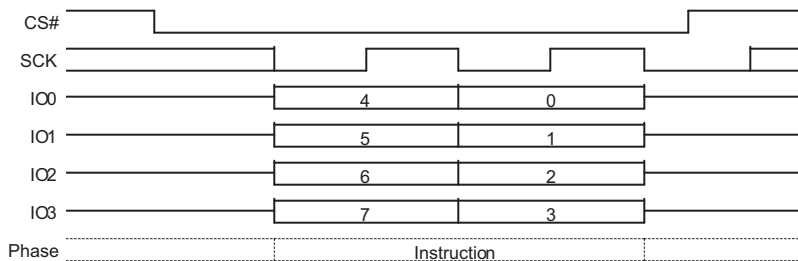 CS#
SCK
IO0 4 0
IO1 5 1
IO2 6 2
IO3 7 3
Phase Instruction